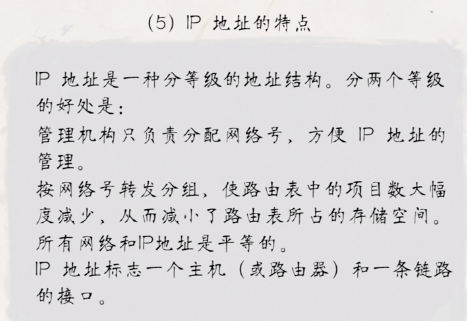 (5) IP 地址的特点
IP 地址是一种分等级的地址结构。分两个等级
的好处是：
管理机构只负责分配网络号，方便 IP 地址的
管理。
按网络号转发分组，使路由表中的项目数大幅
度减少，从而减小了路由表所占的存储空间。
所有网络和IP地址是平等的。
IP 地址标志一个主机（或路由器）和一条链路
的接口。